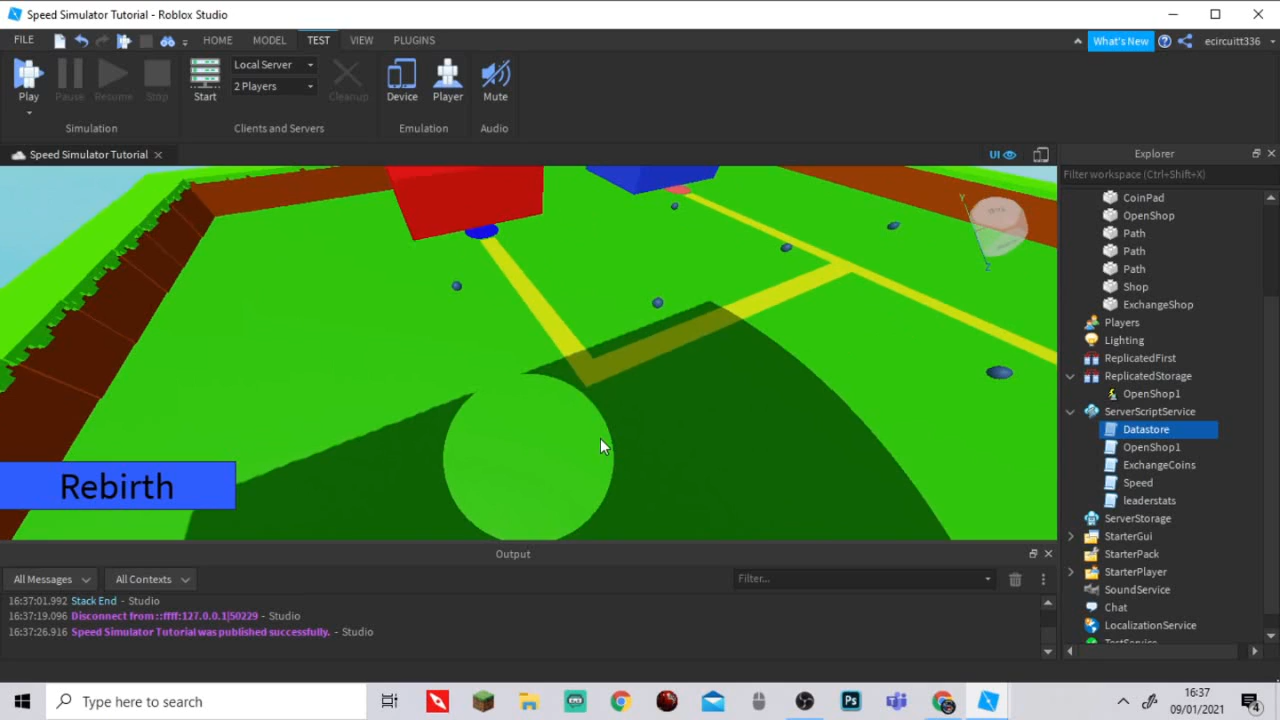 Speed Simulator Tutorial - Roblox Studio
FILE HOME MODEL TEST VIEW PLUGINS What's New ecircuitt336
Play Pause Resume Stop Start Local Server 2 Players Cleanup Device Player Mute
Simulation Clients and Servers Emulation Audio
Speed Simulator Tutorial UI Explorer
Filter workspace (Ctrl+Shift+X)
CoinPad
OpenShop
Path
Path
Path
Shop
ExchangeShop
Players
Lighting
ReplicatedFirst
ReplicatedStorage
OpenShop1
ServerScriptService
Datastore
OpenShop1
ExchangeCoins
Speed
leaderstats
ServerStorage
StarterGui
StarterPack
StarterPlayer
SoundService
Chat
LocalizationService
TestService
Y
Z
Rebirth
Output
All Messages All Contexts Filter...
16:37:01.992 Stack End - Studio
16:37:19.096 Disconnect from ::ffff:127.0.0.1|50229 - Studio
16:37:26.916 Speed Simulator Tutorial was published successfully. - Studio
Type here to search
Ps
16:37
09/01/2021
4